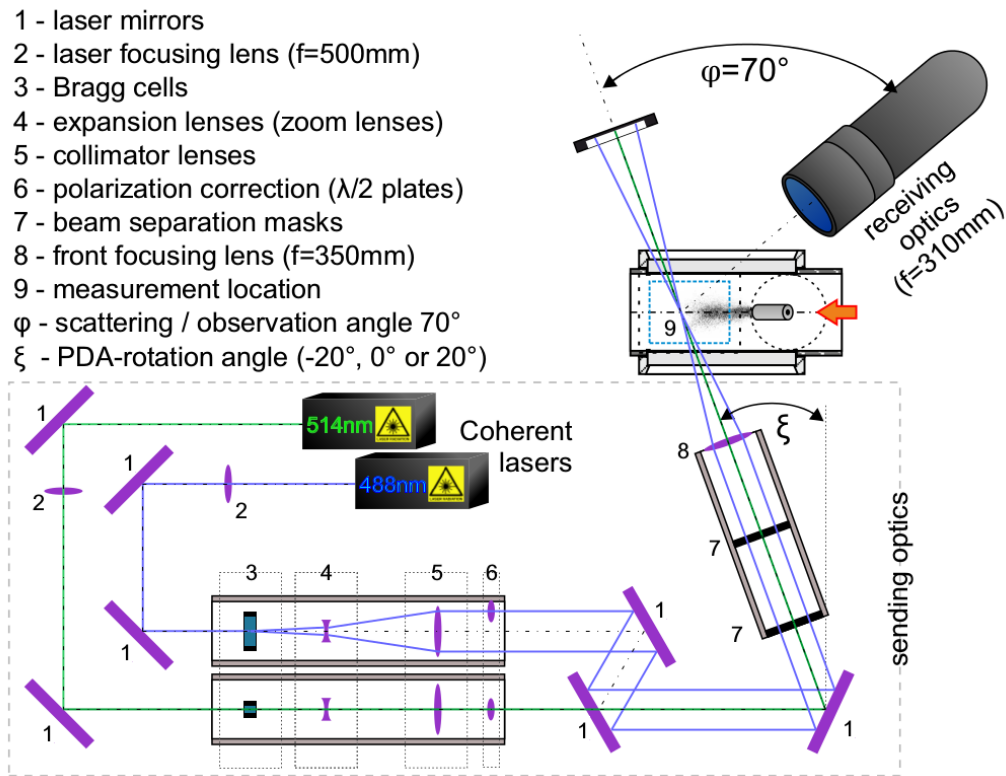 1 - laser mirrors
2 - laser focusing lens (f=500mm)
3 - Bragg cells
4 - expansion lenses (zoom lenses)
5 - collimator lenses
6 - polarization correction (λ/2 plates)
7 - beam separation masks
8 - front focusing lens (f=350mm)
9 - measurement location
φ - scattering / observation angle 70°
ξ - PDA-rotation angle (-20°, 0° or 20°)
φ=70°
receiving
optics
(f=310mm)
9
1
514nm
Coherent
lasers
1
488nm
2
2
ξ
8
7
7
3
4
5
6
1
1
1
1
1
sending optics